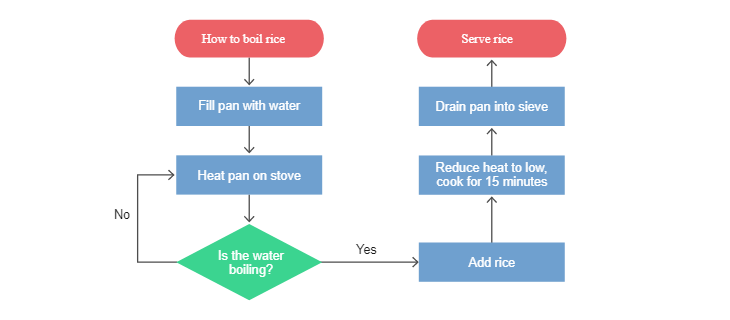 How to boil rice
Fill pan with water
Heat pan on stove
No
Is the water
boiling?
Yes
Add rice
Reduce heat to low,
cook for 15 minutes
Drain pan into sieve
Serve rice